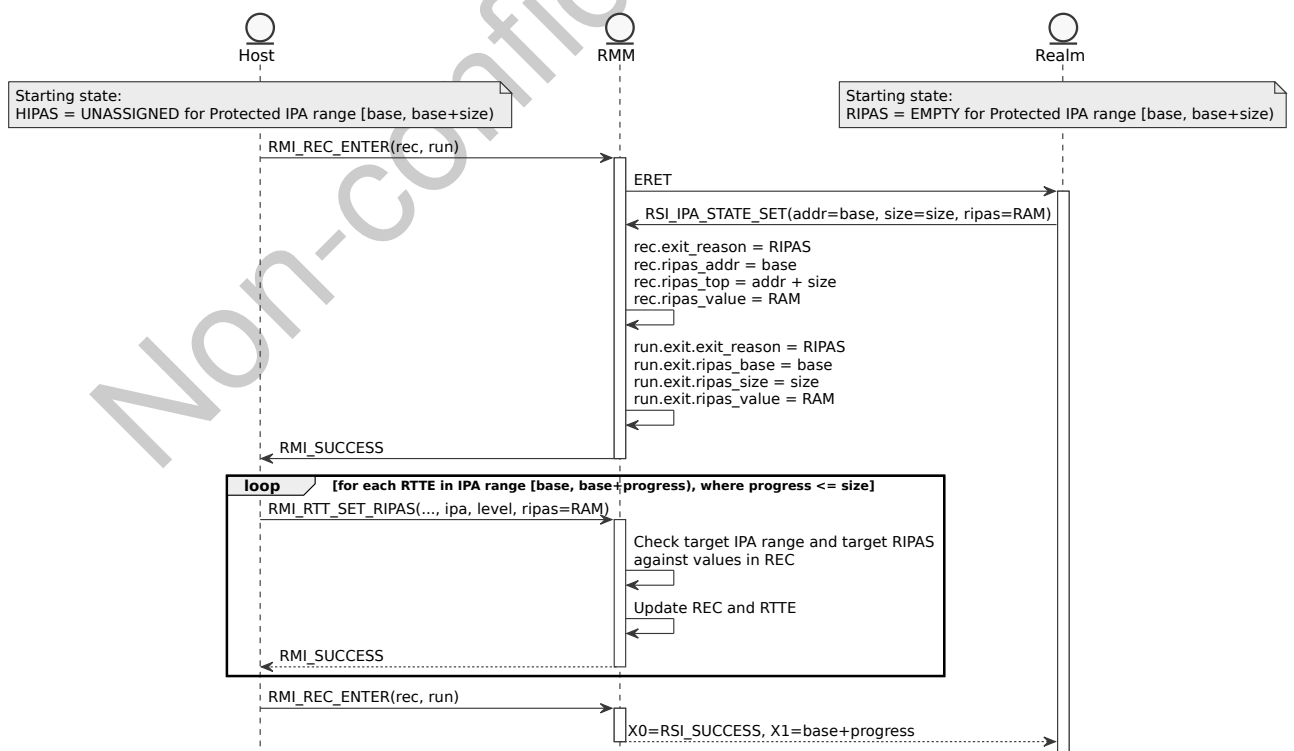 Host
RMM
Realm
Starting state:
HIPAS = UNASSIGNED for Protected IPA range [base, base+size)
Starting state:
RIPAS = EMPTY for Protected IPA range [base, base+size)
RMI_REC_ENTER(rec, run)
ERET
RSI_IPA_STATE_SET(addr=base, size=size, ripas=RAM)
rec.exit_reason = RIPAS
rec.ripas_addr = base
rec.ripas_top = addr + size
rec.ripas_value = RAM
run.exit.exit_reason = RIPAS
run.exit.ripas_base = base
run.exit.ripas_size = size
run.exit.ripas_value = RAM
RMI_SUCCESS
loop [for each RTTE in IPA range [base, base+progress), where progress <= size]
RMI_RTT_SET_RIPAS(..., ipa, level, ripas=RAM)
Check target IPA range and target RIPAS
against values in REC
Update REC and RTTE
RMI_SUCCESS
RMI_REC_ENTER(rec, run)
X0=RSI_SUCCESS, X1=base+progress